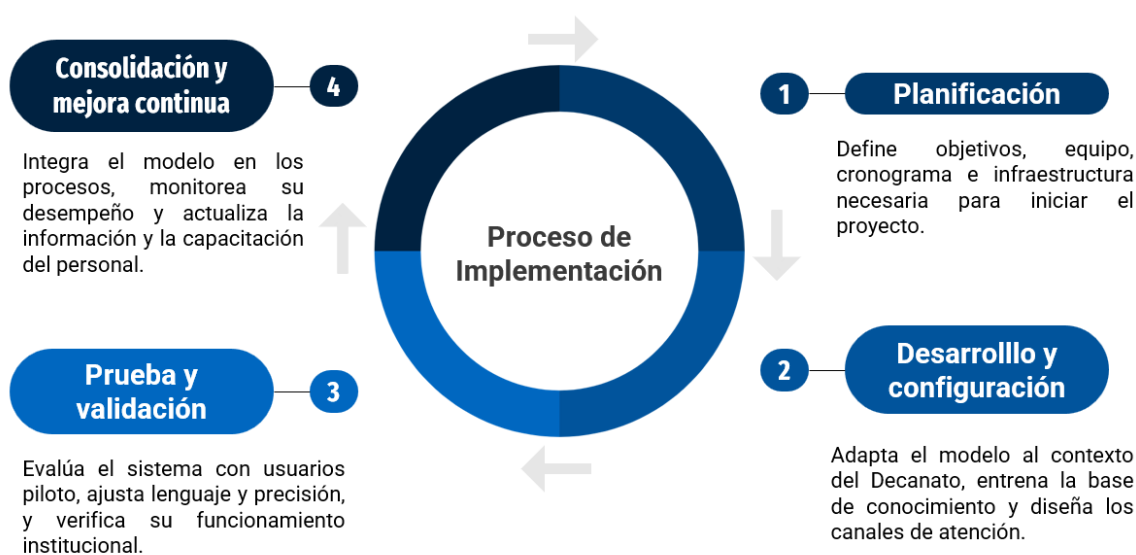 Proceso de
Implementación
1
Planificación
Define objetivos, equipo,
cronograma e infraestructura
necesaria para iniciar el
proyecto.
2
Desarrolllo y
configuración
Adapta el modelo al contexto
del Decanato, entrena la base
de conocimiento y diseña los
canales de atención.
3
Prueba y
validación
Evalúa el sistema con usuarios
piloto, ajusta lenguaje y precisión,
y verifica su funcionamiento
institucional.
4
Consolidación y
mejora continua
Integra el modelo en los
procesos, monitorea su
desempeño y actualiza la
información y la capacitación
del personal.